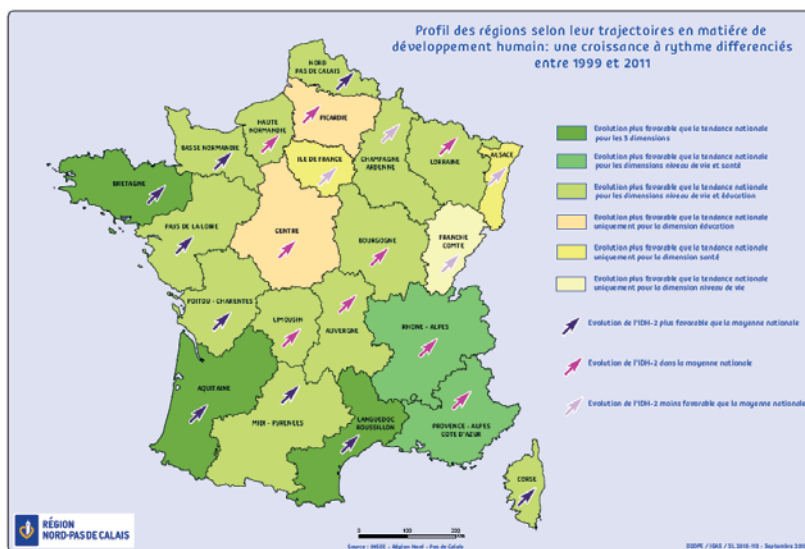 Profil des régions selon leur trajectoires en matière de
développement humain: une croissance à rythme differenciés
entre 1999 et 2011
NORD
PAS DE CALAIS
PICARDIE
HAUTE
NORMANDIE
BASSE NORMANDIE
ILE DE FRANCE
CHAMPAGNE
ARDENNE
LORRAINE
ALSACE
BRETAGNE
PAYS DE LA LOIRE
CENTRE
BOURGOGNE
FRANCHE
COMTE
POITOU - CHARENTES
LIMOUSIN
AUVERGNE
RHONE - ALPES
AQUITAINE
MIDI - PYRENEES
LANGUEDOC
ROUSSILLON
PROVENCE - ALPES
COTE D'AZUR
CORSE
Evolution plus favorable que la tendance nationale
pour les 3 dimensions
Evolution plus favorable que la tendance nationale
pour les dimensions niveau de vie et santé
Evolution plus favorable que la tendance nationale
pour les dimensions niveau de vie et éducation
Evolution plus favorable que la tendance nationale
uniquement pour la dimension éducation
Evolution plus favorable que la tendance nationale
uniquement pour la dimension santé
Evolution plus favorable que la tendance nationale
uniquement pour la dimension niveau de vie
Evolution de l'IDH-2 plus favorable que la moyenne nationale
Evolution de l'IDH-2 dans la moyenne nationale
Evolution de l'IDH-2 moins favorable que la moyenne nationale
RÉGION
NORD-PAS DE CALAIS
0 100 200
Source : INSEE - Région Nord - Pas de Calais
Septembre